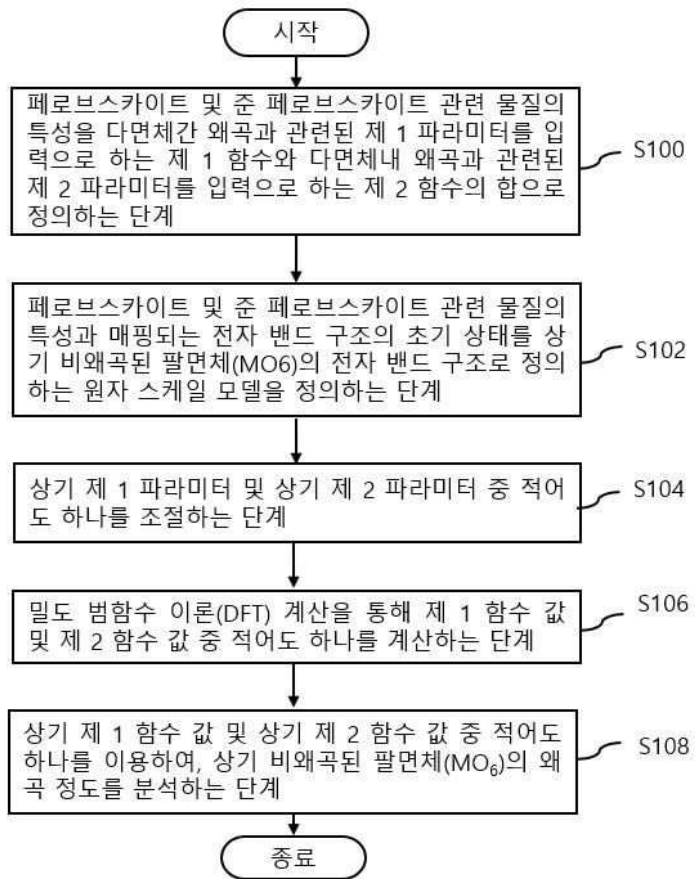 시작
페로브스카이트 및 준 페로브스카이트 관련 물질의
특성을 다면체간 왜곡과 관련된 제 1 파라미터를 입
력으로 하는 제 1 함수와 다면체내 왜곡과 관련된
제 2 파라미터를 입력으로 하는 제 2 함수의 합으로
정의하는 단계
S100
페로브스카이트 및 준 페로브스카이트 관련 물질의
특성과 매핑되는 전자 밴드 구조의 초기 상태를 상
기 비왜곡된 팔면체(MO6)의 전자 밴드 구조로 정의
하는 원자 스케일 모델을 정의하는 단계
S102
상기 제 1 파라미터 및 상기 제 2 파라미터 중 적어
도 하나를 조절하는 단계
S104
밀도 범함수 이론(DFT) 계산을 통해 제 1 함수 값
및 제 2 함수 값 중 적어도 하나를 계산하는 단계
S106
상기 제 1 함수 값 및 상기 제 2 함수 값 중 적어도
하나를 이용하여, 상기 비왜곡된 팔면체(MO₆)의 왜
곡 정도를 분석하는 단계
S108
종료